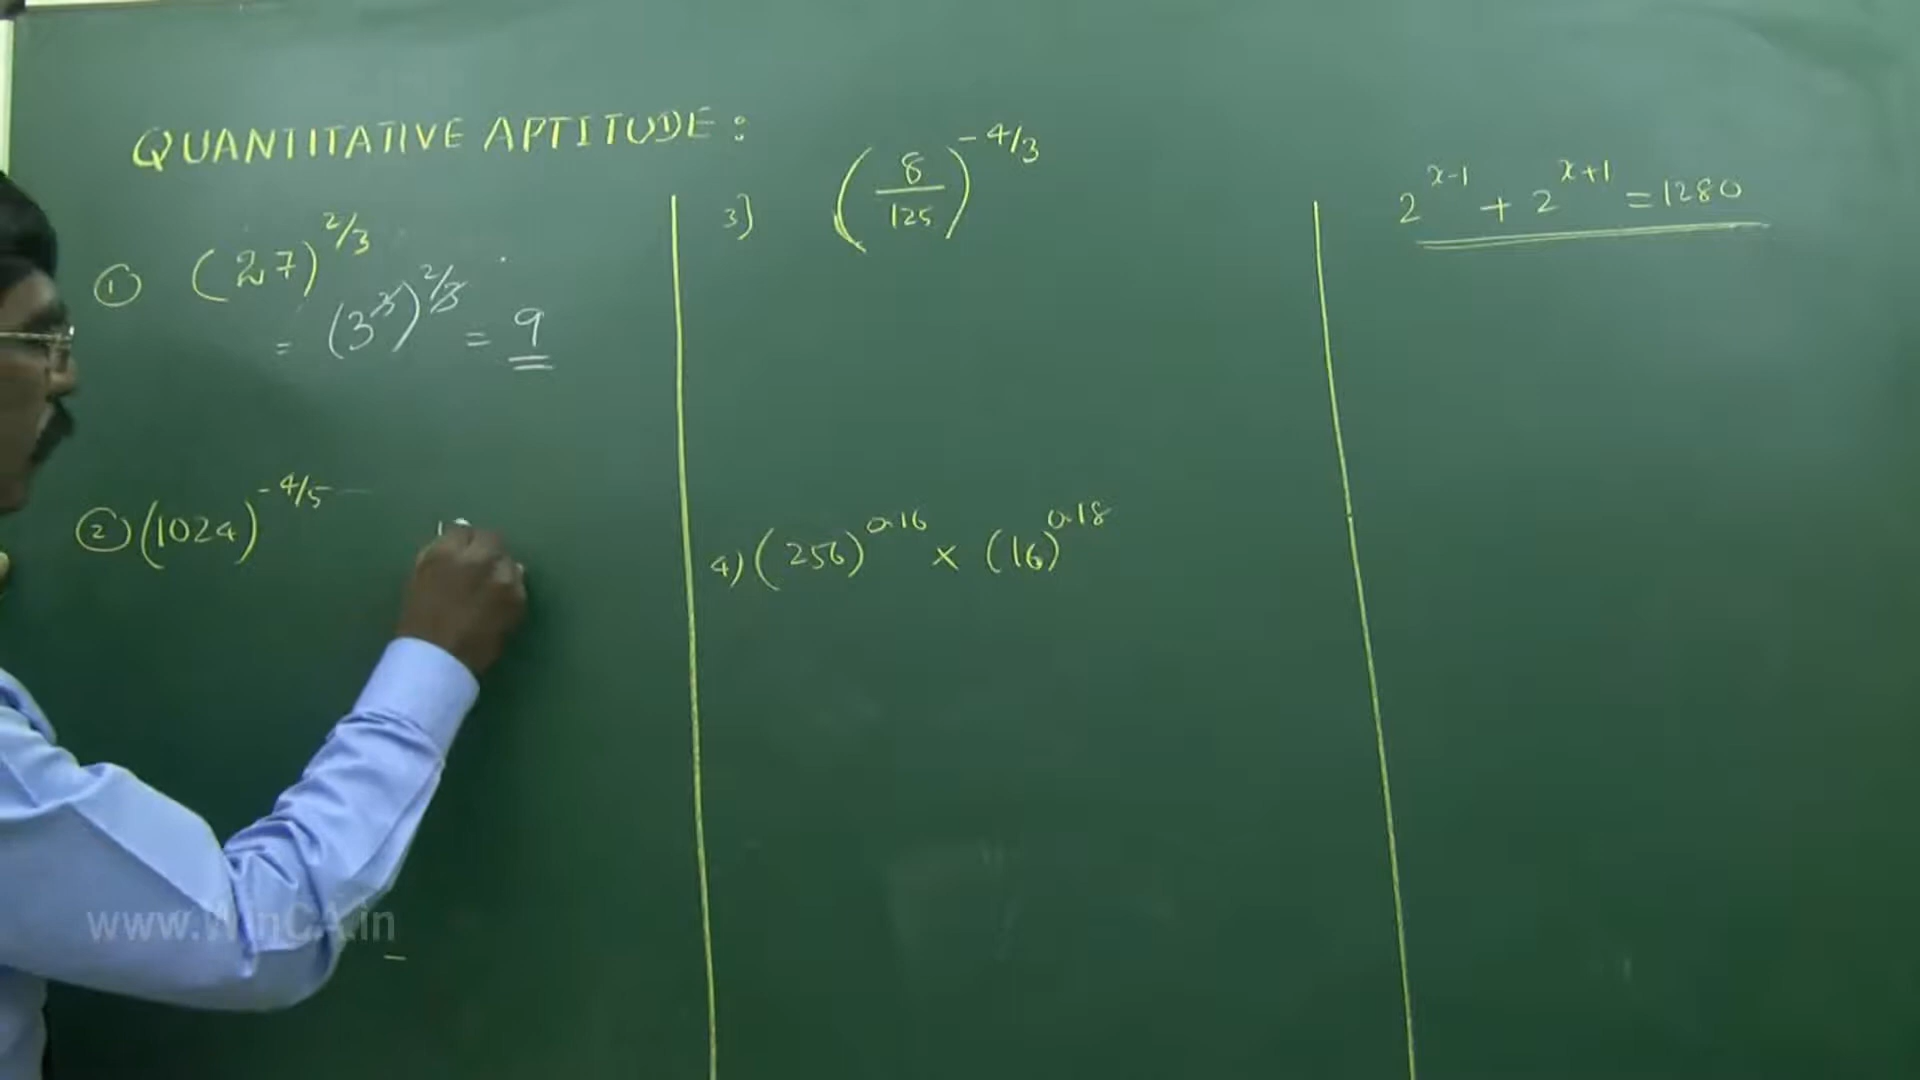 QUANTITATIVE APTITUDE:
① (27)^2/3
= (3^3)^2/3 = 9
② (1024)^-4/5
3) (8/125)^-4/3
4) (256)^0.16 × (16)^0.18
2^x-1 + 2^x+1 = 1280
www.WinCA.in